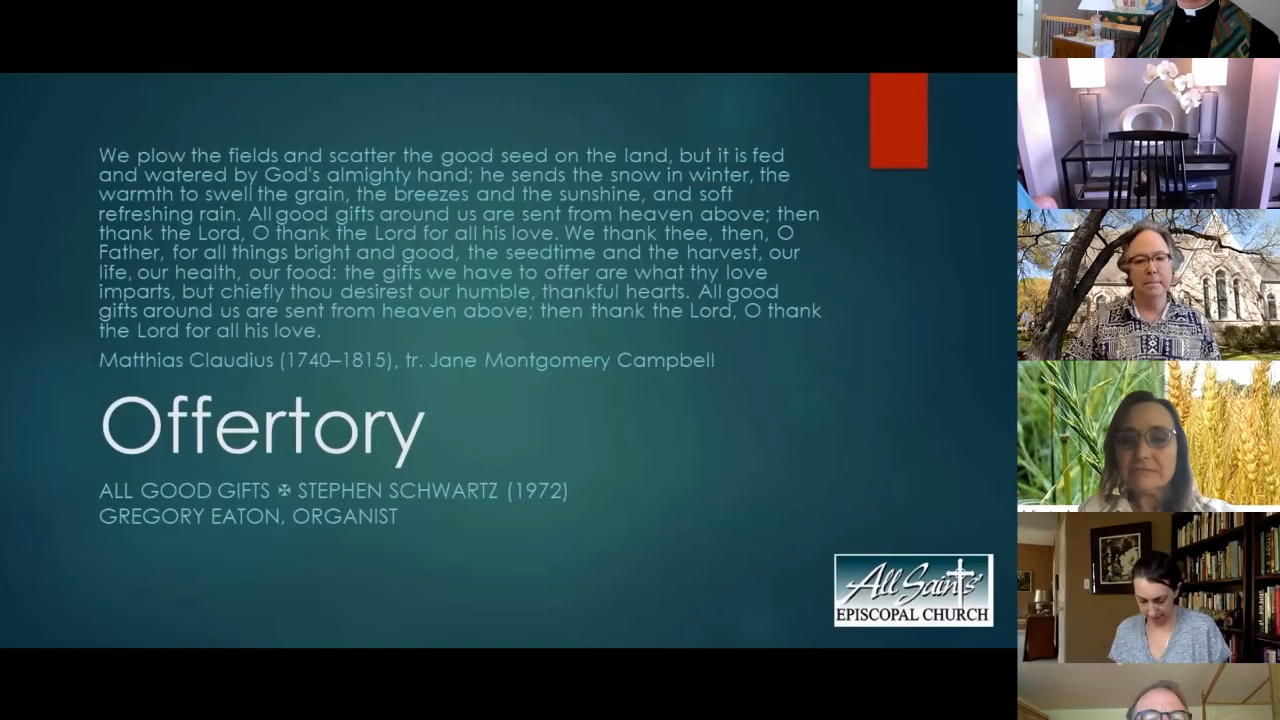 We plow the fields and scatter the good seed on the land, but it is fed
and watered by God's almighty hand; he sends the snow in winter, the
warmth to swell the grain, the breezes and the sunshine, and soft
refreshing rain. All good gifts around us are sent from heaven above; then
thank the Lord, O thank the Lord for all his love. We thank thee, then, O
Father, for all things bright and good, the seedtime and the harvest, our
life, our health, our food: the gifts we have to offer are what thy love
imparts, but chiefly thou desirest our humble, thankful hearts. All good
gifts around us are sent from heaven above; then thank the Lord, O thank
the Lord for all his love.
Matthias Claudius (1740–1815), tr. Jane Montgomery Campbell
Offertory
ALL GOOD GIFTS ✠ STEPHEN SCHWARTZ (1972)
GREGORY EATON, ORGANIST
All Saints'
EPISCOPAL CHURCH